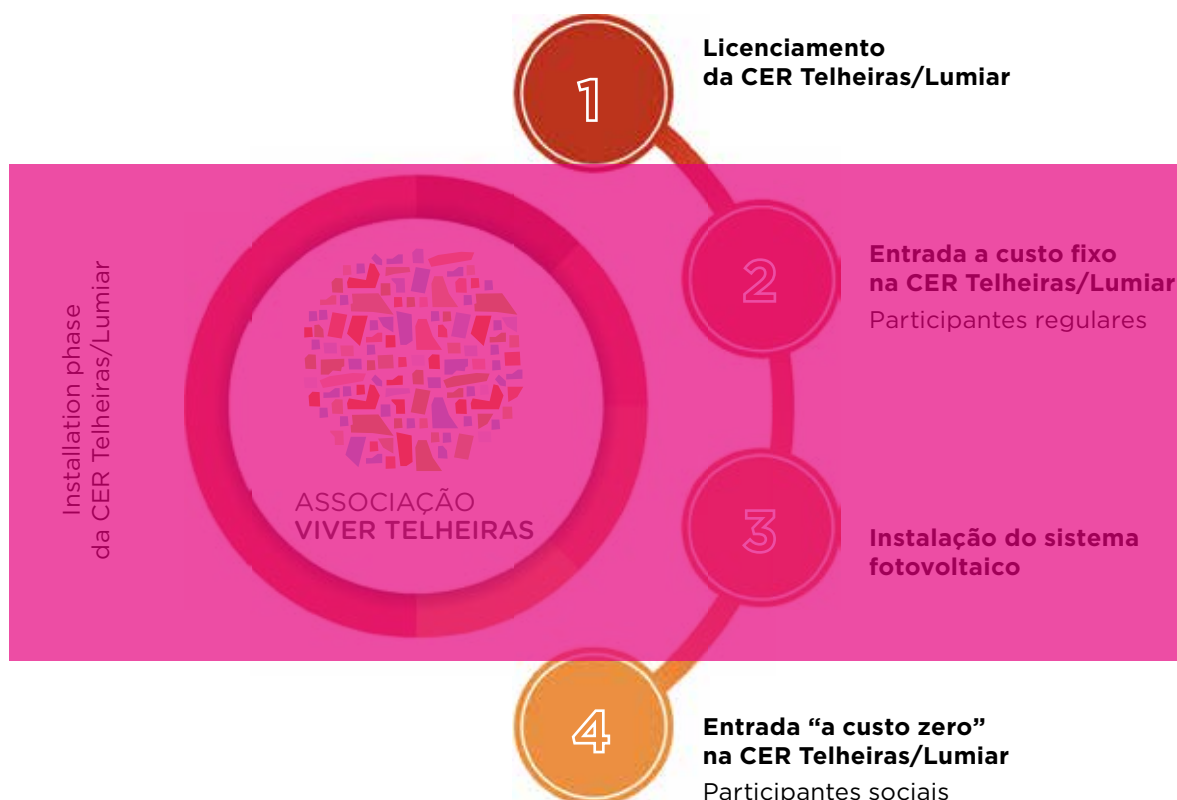 1
Licenciamento
da CER Telheiras/Lumiar
Installation phase
da CER Telheiras/Lumiar
ASSOCIAÇÃO
VIVER TELHEIRAS
2
Entrada a custo fixo
na CER Telheiras/Lumiar
Participantes regulares
3
Instalação do sistema
fotovoltaico
4
Entrada “a custo zero”
na CER Telheiras/Lumiar
Participantes sociais